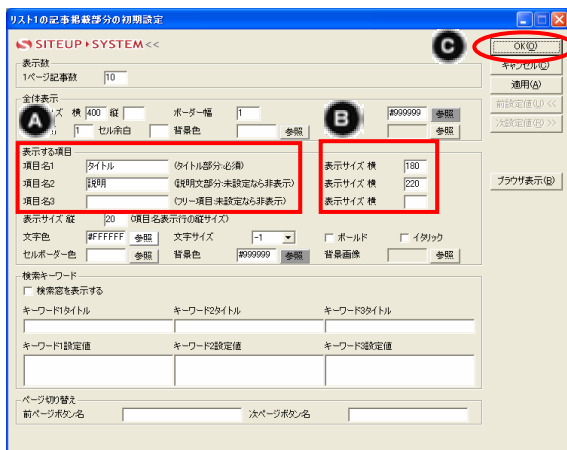 リスト1の記事掲載部分の初期設定
SITEUP SYSTEM<<
C
OK(O)
キャンセル(C)
適用(A)
前設定値(U) <<
次設定値(R) >>
ブラウザ表示(B)
表示数
1ページ記事数 10
全体表示
ズ 横 400 縦 ボーダー幅 1 #999999 参照
A
B
1 セル余白 背景色 参照 参照
表示する項目
項目名1 タイトル (タイトル部分:必須) 表示サイズ 横 180
項目名2 説明 (説明文部分:未設定なら非表示) 表示サイズ 横 220
項目名3 (フリー項目:未設定なら非表示) 表示サイズ 横
表示サイズ 縦 20 (項目名表示行の縦サイズ)
文字色 #FFFFFF 参照 文字サイズ -1 ボールド イタリック
セルボーダー色 参照 背景色 #999999 参照 背景画像 参照
検索キーワード
検索窓を表示する
キーワード1タイトル キーワード2タイトル キーワード3タイトル
キーワード1設定値 キーワード2設定値 キーワード3設定値
ページ切り替え
前ページボタン名 次ページボタン名